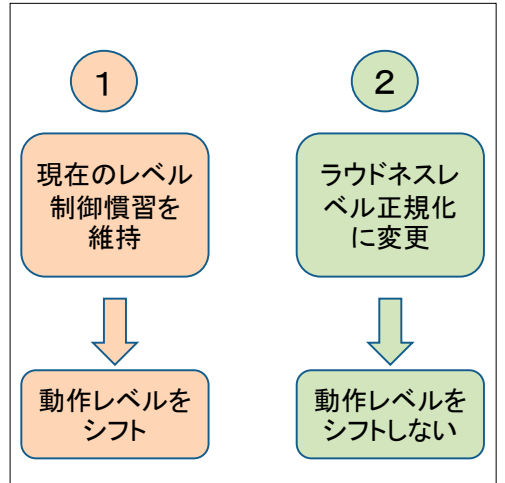 1
現在のレベル
制御慣習を
維持
動作レベルを
シフト
2
ラウドネスレ
ベル正規化
に変更
動作レベルを
シフトしない